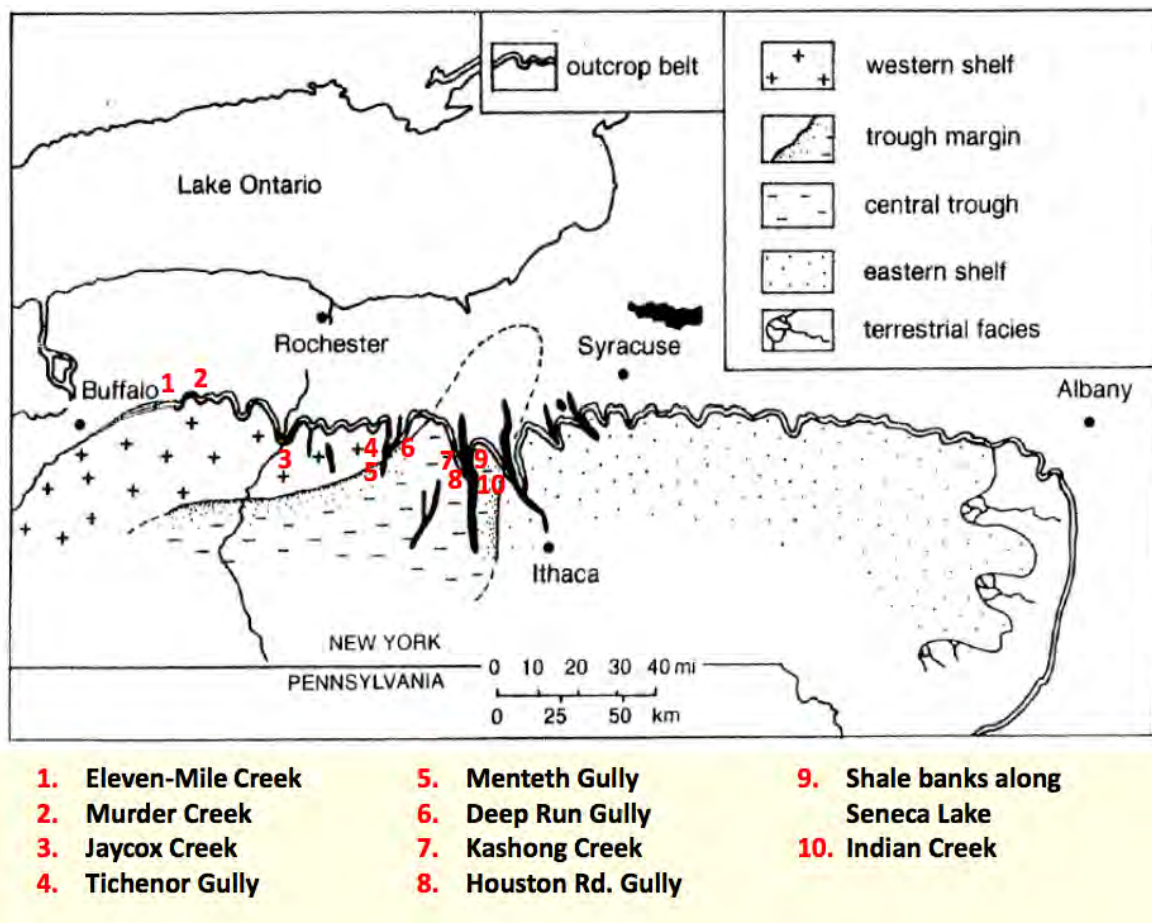 outcrop belt
western shelf
trough margin
central trough
eastern shelf
terrestrial facies
Lake Ontario
Rochester
Syracuse
Buffalo
Albany
1
2
3
4
5
6
7
8
9
10
Ithaca
NEW YORK
PENNSYLVANIA
0 10 20 30 40 mi
0 25 50 km
1. Eleven-Mile Creek
2. Murder Creek
3. Jaycox Creek
4. Tichenor Gully
5. Menteth Gully
6. Deep Run Gully
7. Kashong Creek
8. Houston Rd. Gully
9. Shale banks along
Seneca Lake
10. Indian Creek